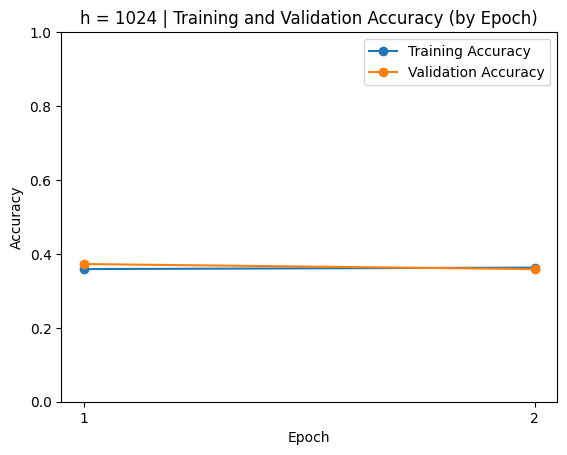 h = 1024 | Training and Validation Accuracy (by Epoch)
Training Accuracy
Validation Accuracy
1.0
0.8
0.6
0.4
0.2
0.0
Accuracy
1
2
Epoch